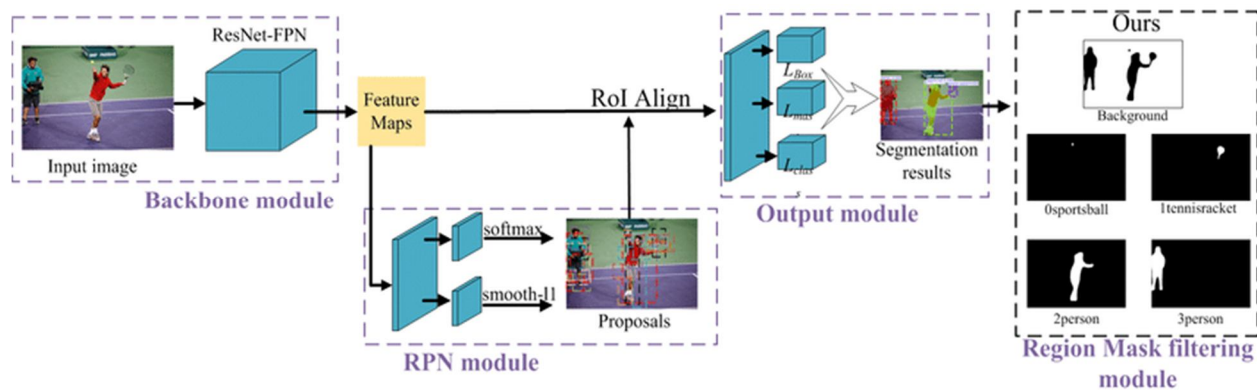 ResNet-FPN
Input image
Backbone module
Feature
Maps
RoI Align
softmax
smooth-l1
Proposals
RPN module
L_Box
L_mas
L_clas
s
Segmentation
results
Output module
Ours
Background
0sportsball
1tennisracket
2person
3person
Region Mask filtering
module